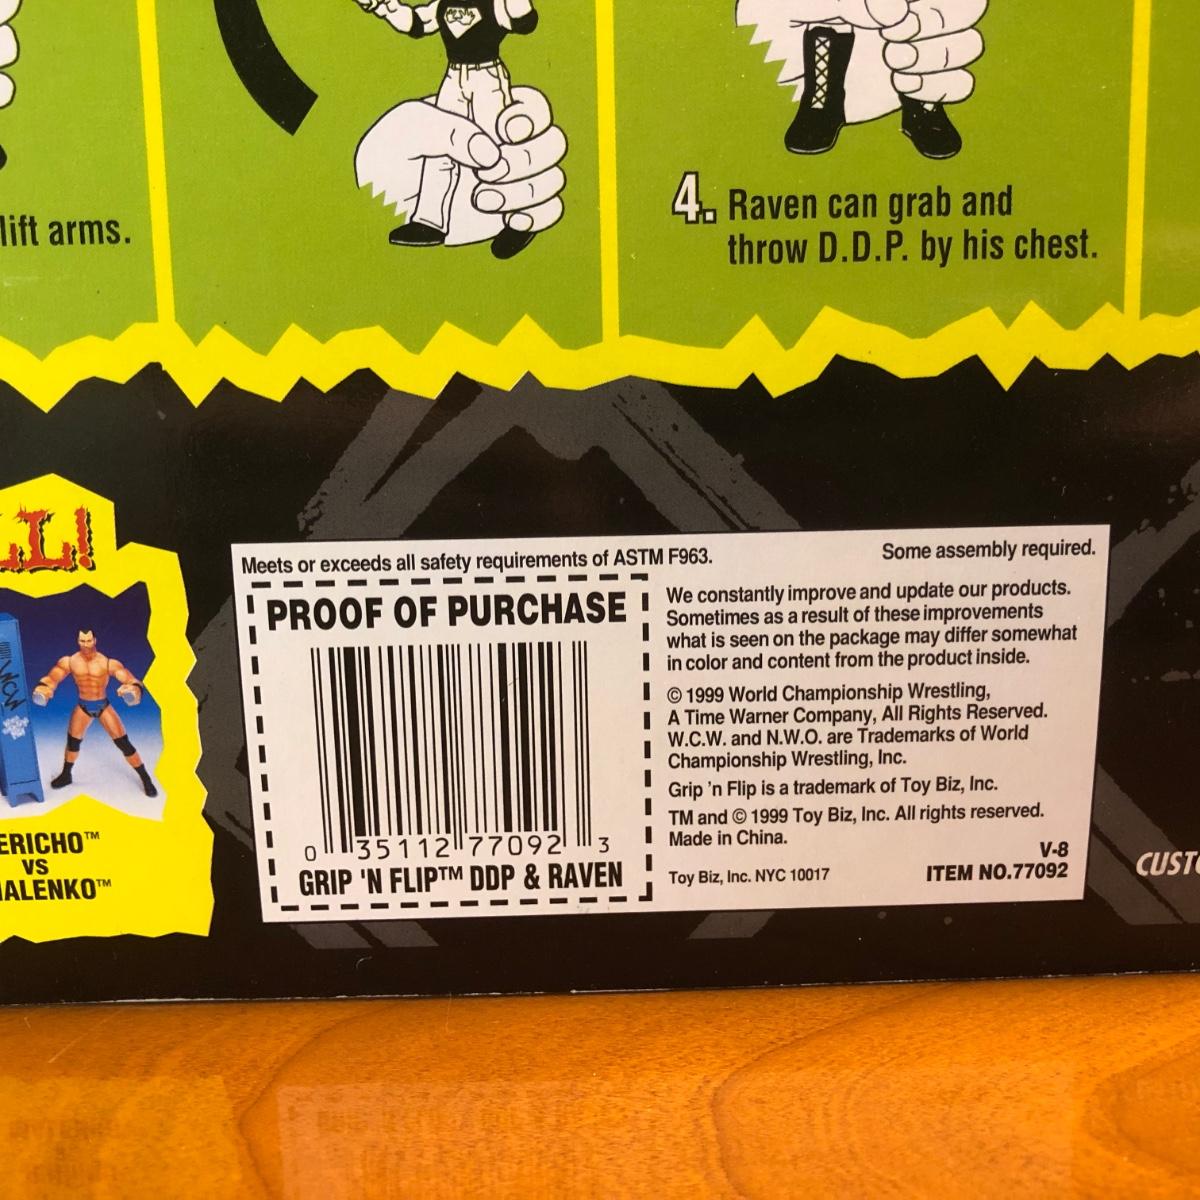 lift arms.
4. Raven can grab and
throw D.D.P. by his chest.
LL!
WCW
ERICHO™
VS
ALENKO™
Meets or exceeds all safety requirements of ASTM F963.
Some assembly required.
PROOF OF PURCHASE
0 35112 77092 3
GRIP 'N FLIP™ DDP & RAVEN
We constantly improve and update our products.
Sometimes as a result of these improvements
what is seen on the package may differ somewhat
in color and content from the product inside.
© 1999 World Championship Wrestling,
A Time Warner Company, All Rights Reserved.
W.C.W. and N.W.O. are Trademarks of World
Championship Wrestling, Inc.
Grip 'n Flip is a trademark of Toy Biz, Inc.
TM and © 1999 Toy Biz, Inc. All rights reserved.
Made in China.
V-8
Toy Biz, Inc. NYC 10017
ITEM NO.77092
CUST